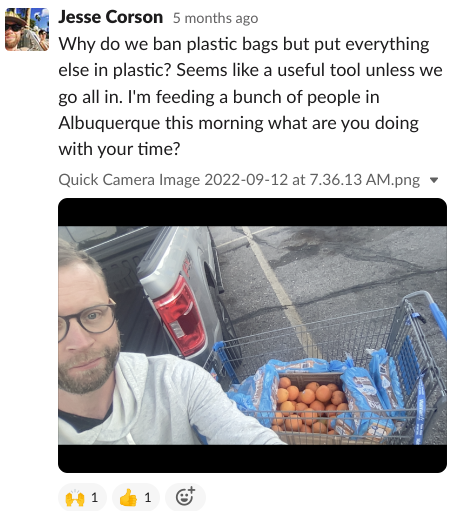 Jesse Corson 5 months ago
Why do we ban plastic bags but put everything
else in plastic? Seems like a useful tool unless we
go all in. I'm feeding a bunch of people in
Albuquerque this morning what are you doing
with your time?
Quick Camera Image 2022-09-12 at 7.36.13 AM.png
1
1